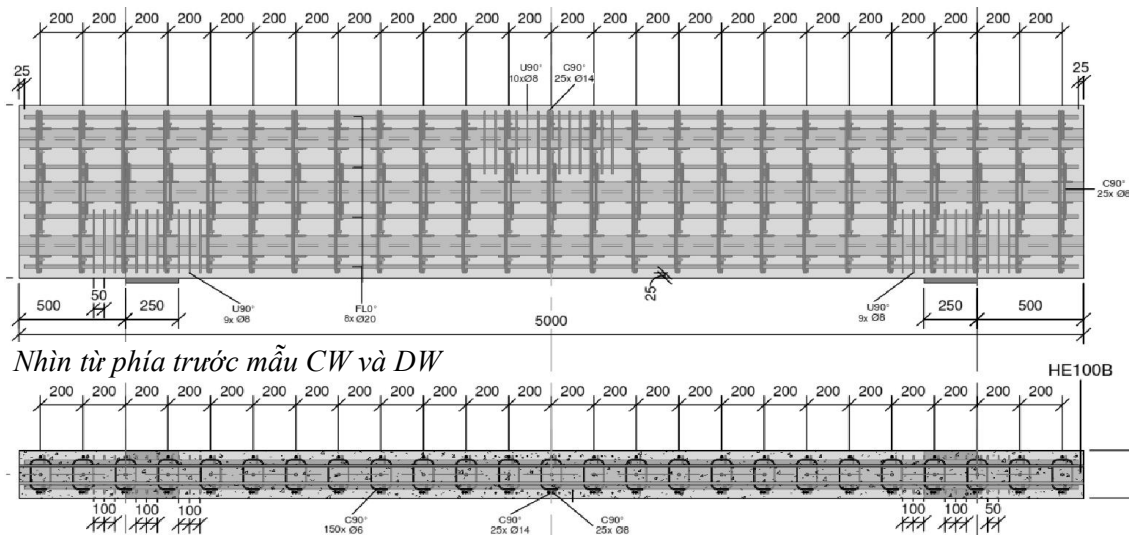 200 200 200 200 200 200 200 200 200 200 200 200 200 200 200 200 200 200 200 200 200 200 200 200
25 U90° C90° 25
10xØ8 25x Ø14
C90°
25x Ø8
50 25
500 250 U90° FL0° U90° 250 500
9x Ø8 8x Ø20 5000 9x Ø8
Nhìn từ phía trước mẫu CW và DW
HE100B
200 200 200 200 200 200 200 200 200 200 200 200 200 200 200 200 200 200 200 200 200 200 200 200
100 100 100 100 100 50
C90° C90° C90°
150x Ø6 25x Ø14 25x Ø8